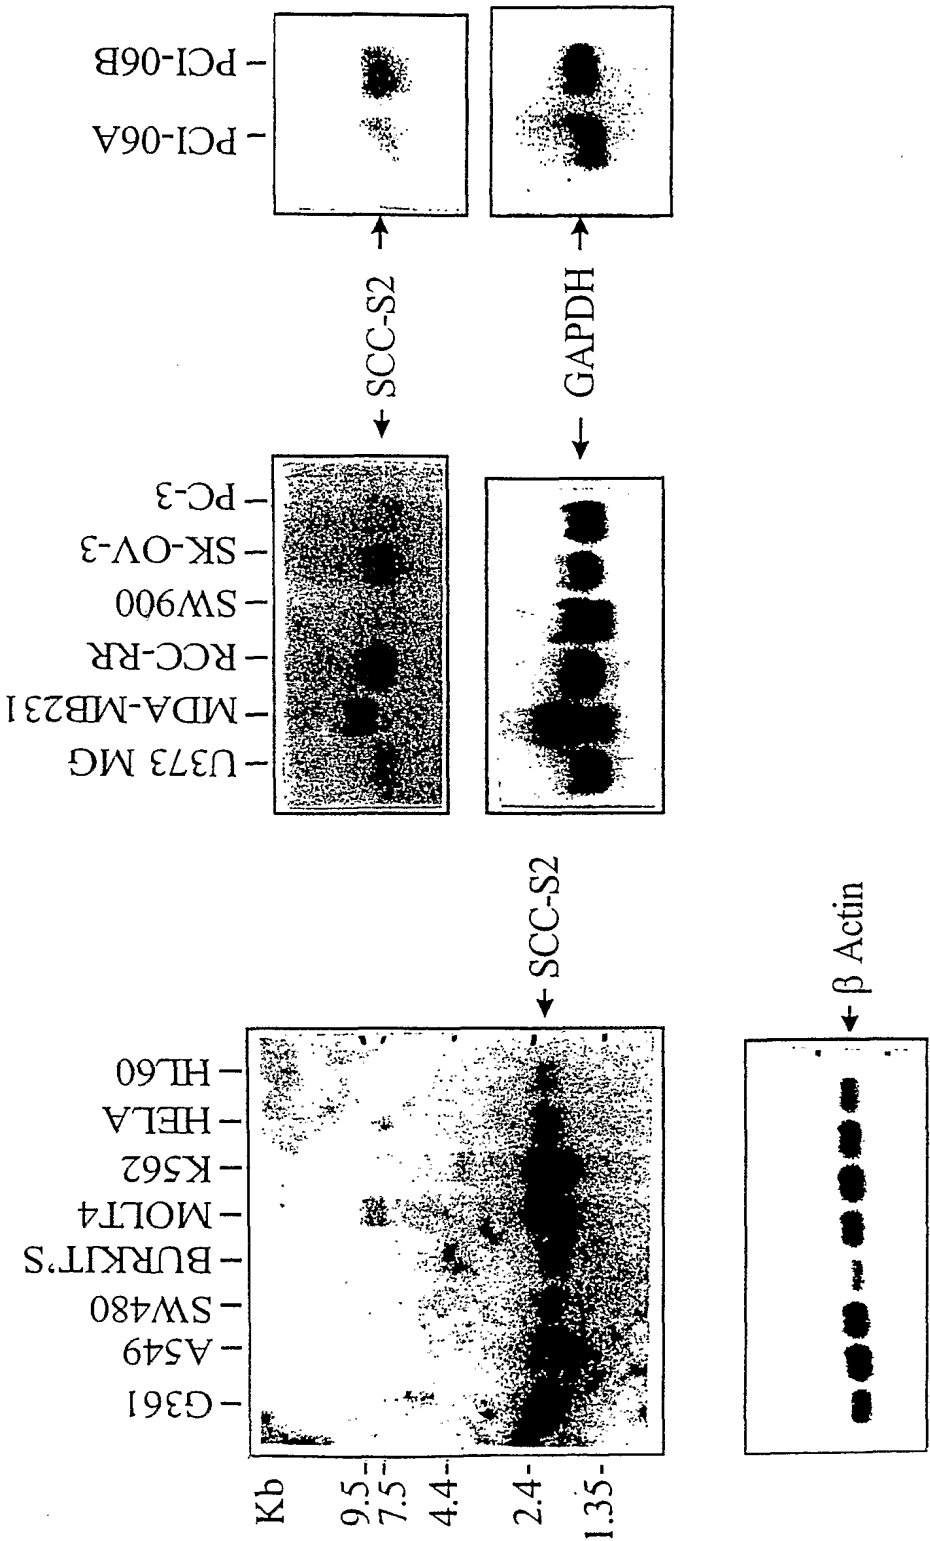 HL60
HELA
K562
MOLT4
BURKIT'S
SW480
A549
G361
Kb
9.5-
7.5-
4.4-
2.4-
1.35-
SCC-S2
β Actin
PC-3
SK-OV-3
SW900
RCC-RR
MDA-MB231
U373 MG
SCC-S2
GAPDH
PCI-06B
PCI-06A